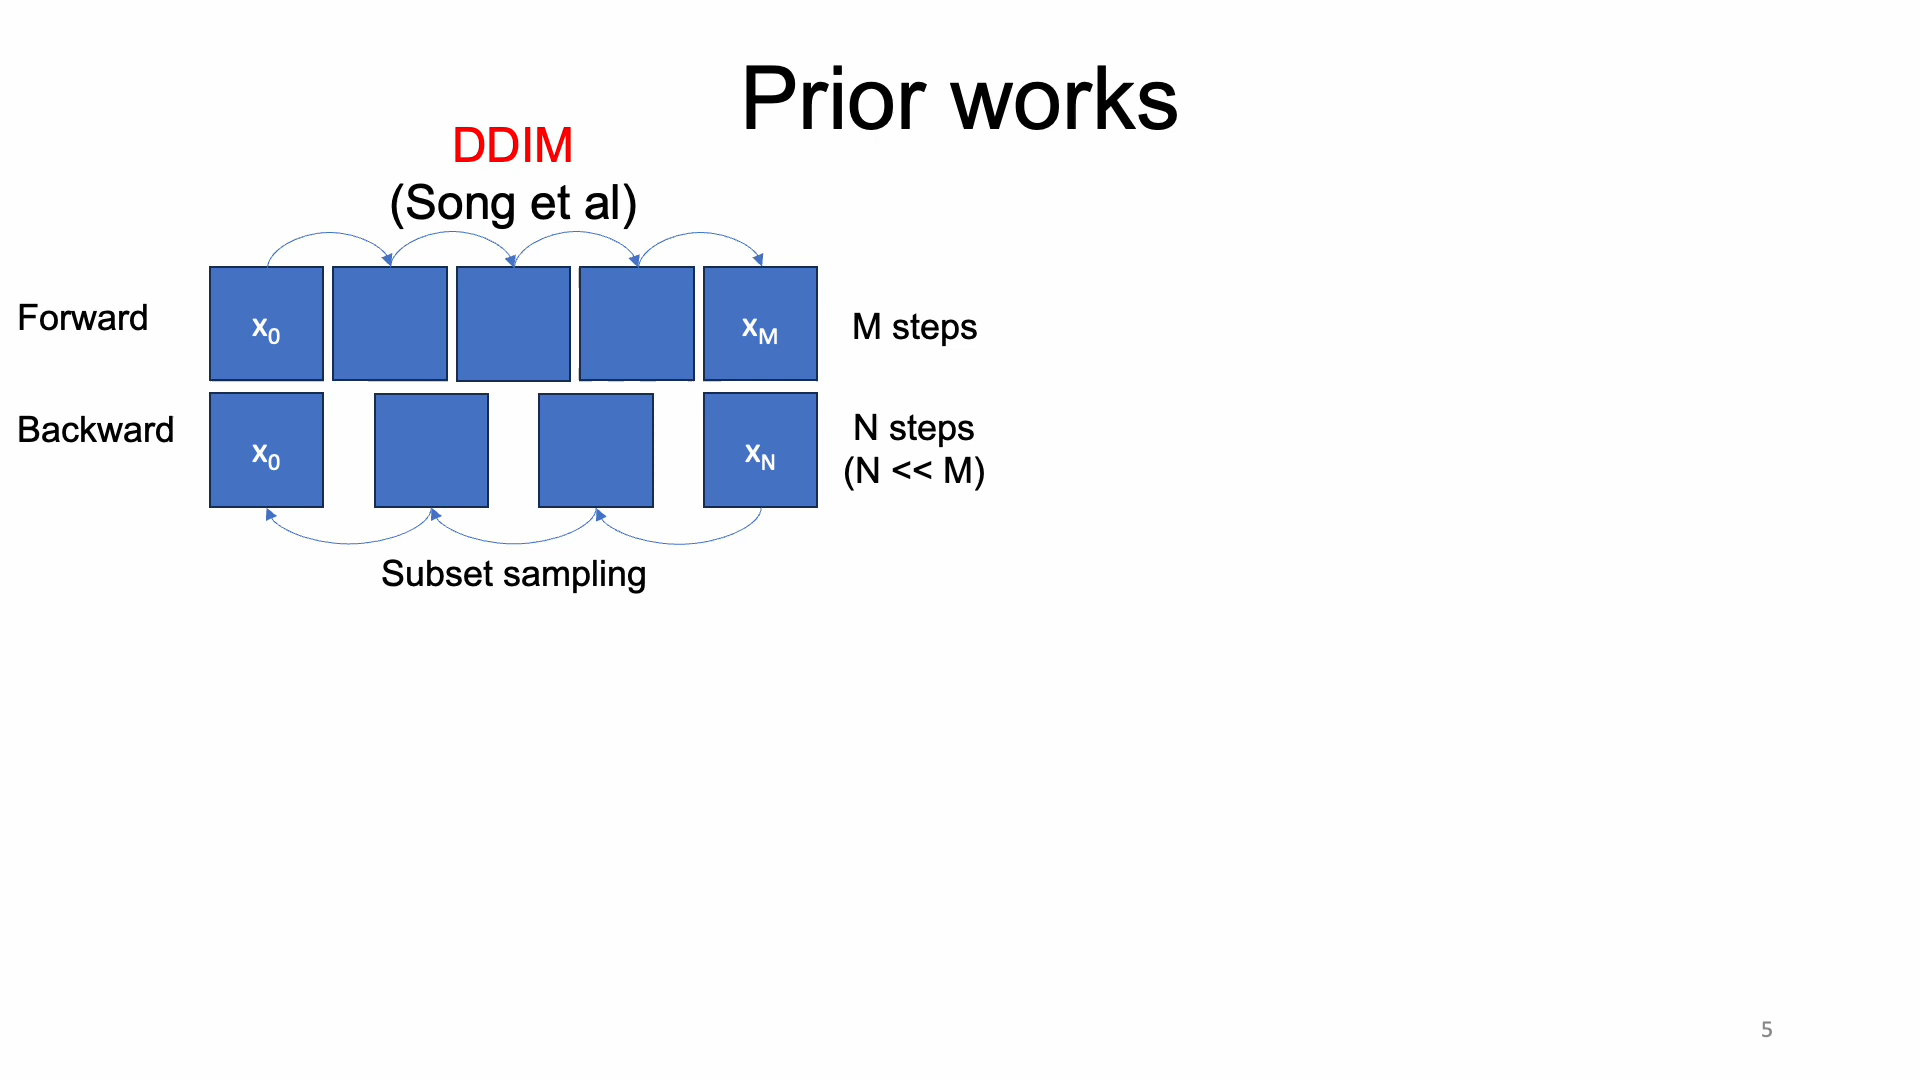 Prior works
DDIM
(Song et al)
Forward
x0
xM
M steps
Backward
x0
xN
N steps
(N << M)
Subset sampling
5